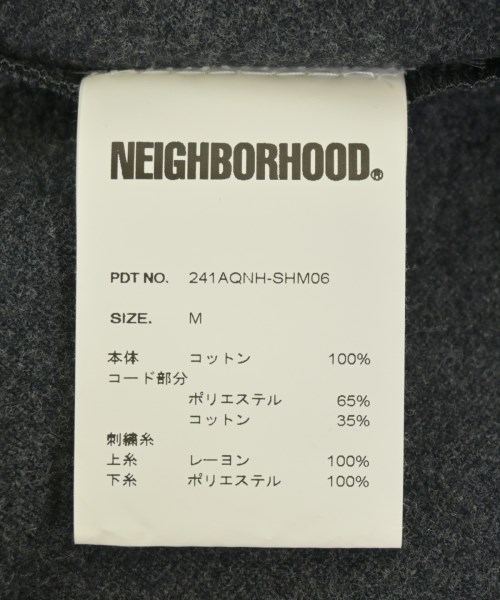 NEIGHBORHOOD®
PDT NO. 241AQNH-SHM06
SIZE. M
本体 コットン 100%
コード部分
ポリエステル 65%
コットン 35%
刺繍糸
上糸 レーヨン 100%
下糸 ポリエステル 100%